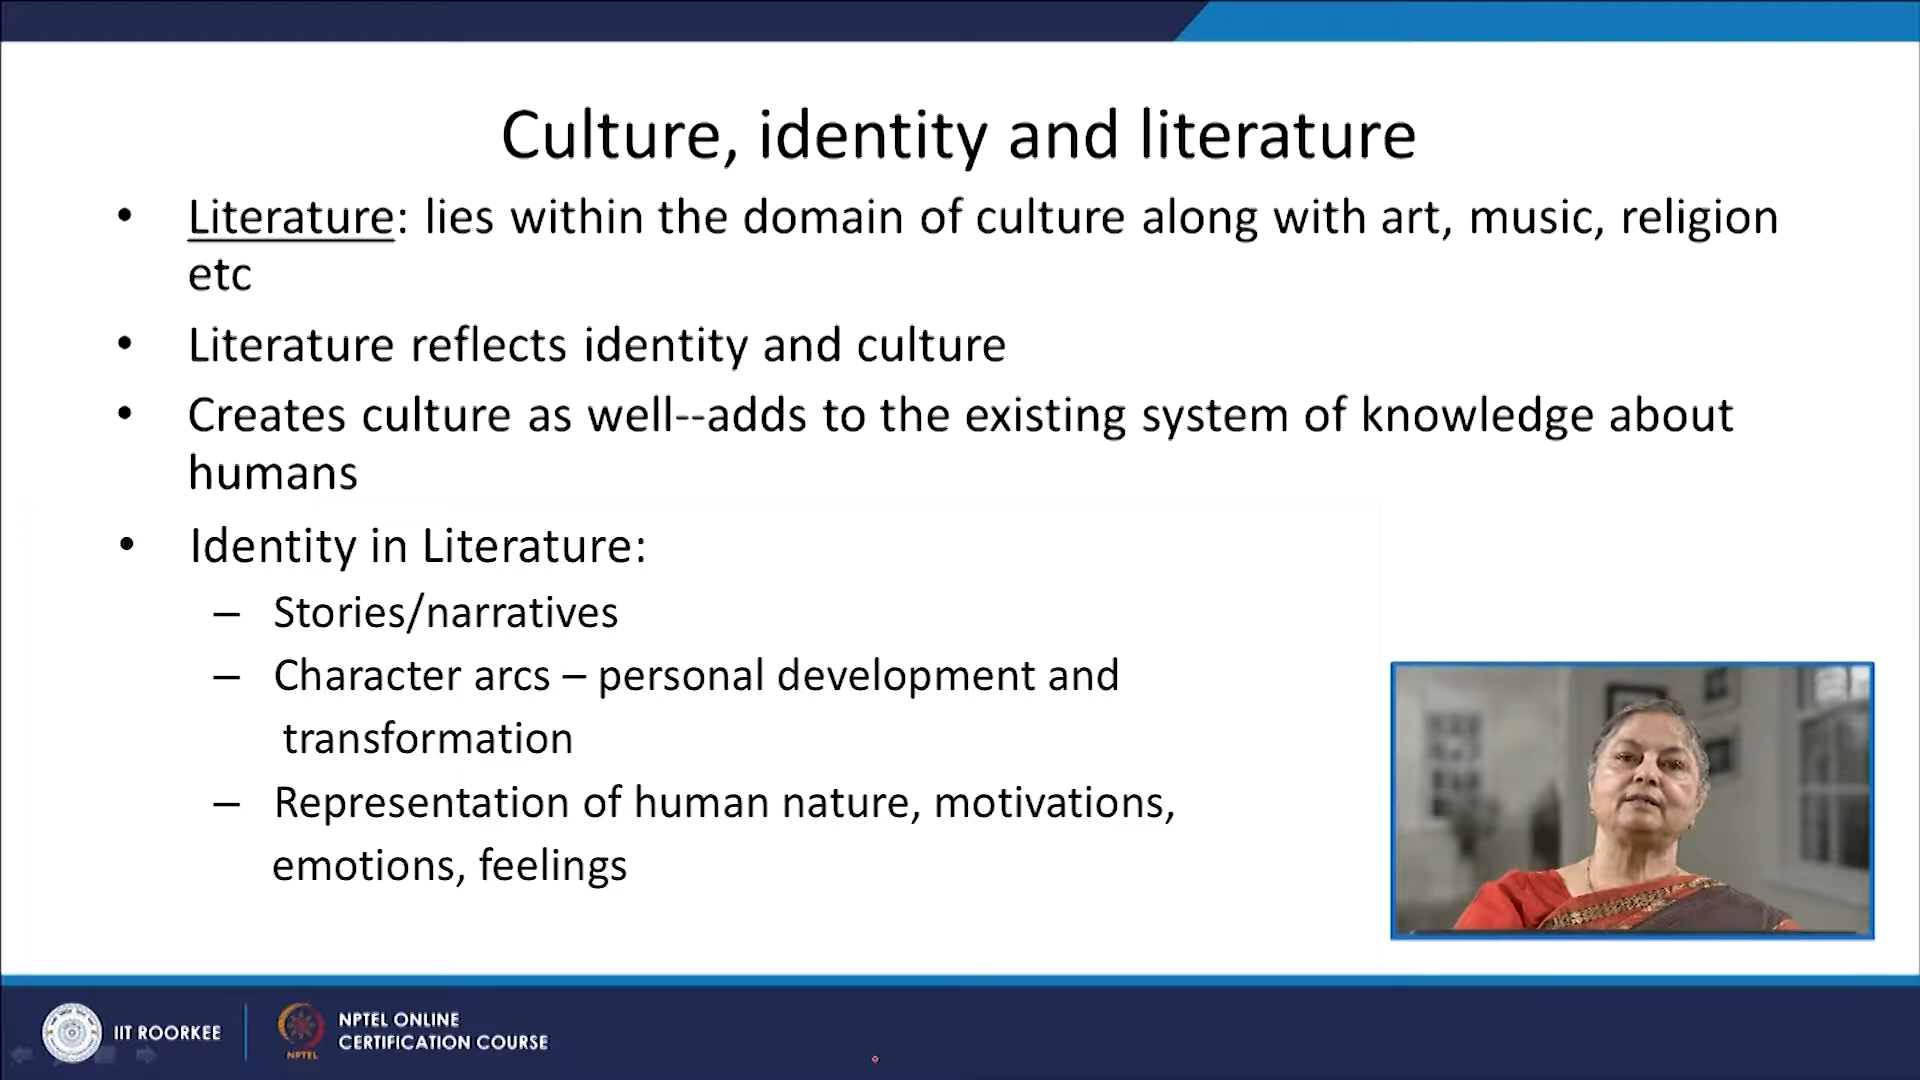 Culture, identity and literature
• Literature: lies within the domain of culture along with art, music, religion
etc
• Literature reflects identity and culture
• Creates culture as well--adds to the existing system of knowledge about
humans
• Identity in Literature:
– Stories/narratives
– Character arcs – personal development and
transformation
– Representation of human nature, motivations,
emotions, feelings
IIT ROORKEE
NPTEL
NPTEL ONLINE
CERTIFICATION COURSE